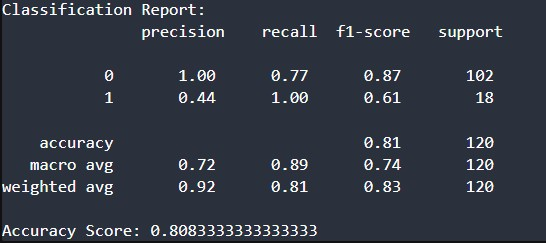 Classification Report:
precision recall f1-score support
0 1.00 0.77 0.87 102
1 0.44 1.00 0.61 18
accuracy 0.81 120
macro avg 0.72 0.89 0.74 120
weighted avg 0.92 0.81 0.83 120
Accuracy Score: 0.8083333333333333